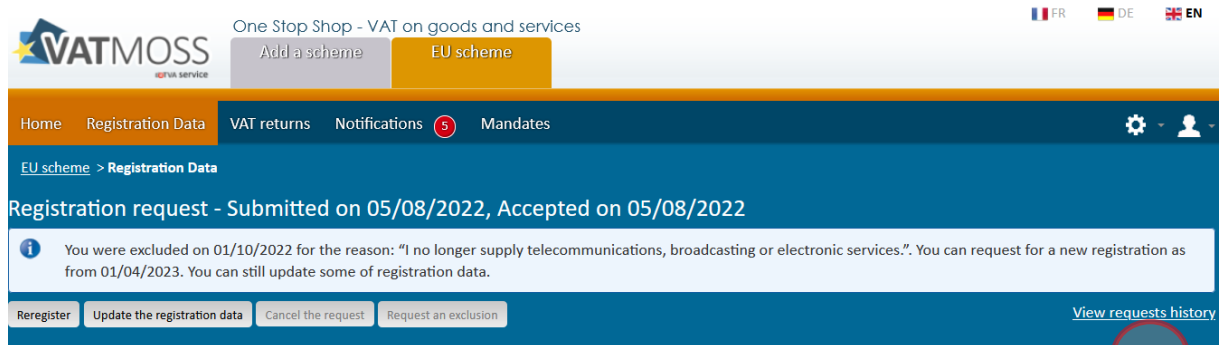 FR DE EN
One Stop Shop - VAT on goods and services
VATMOSS
eTVA service
Add a scheme EU scheme
Home Registration Data VAT returns Notifications 5 Mandates
EU scheme > Registration Data
Registration request - Submitted on 05/08/2022, Accepted on 05/08/2022
You were excluded on 01/10/2022 for the reason: “I no longer supply telecommunications, broadcasting or electronic services.”. You can request for a new registration as
from 01/04/2023. You can still update some of registration data.
Reregister Update the registration data Cancel the request Request an exclusion View requests history